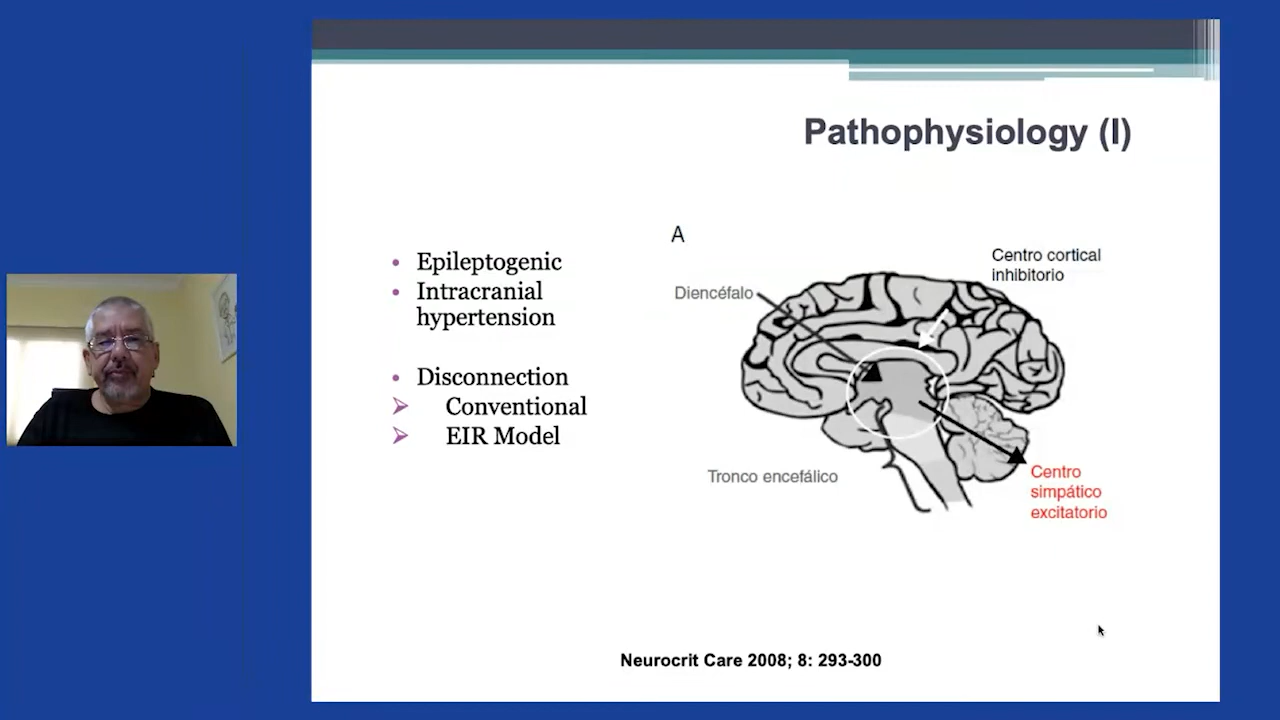 Pathophysiology (I)
• Epileptogenic
• Intracranial
hypertension
• Disconnection
➢ Conventional
➢ EIR Model
A
Centro cortical
inhibitorio
Diencéfalo
Tronco encefálico
Centro
simpático
excitatorio
Neurocrit Care 2008; 8: 293-300